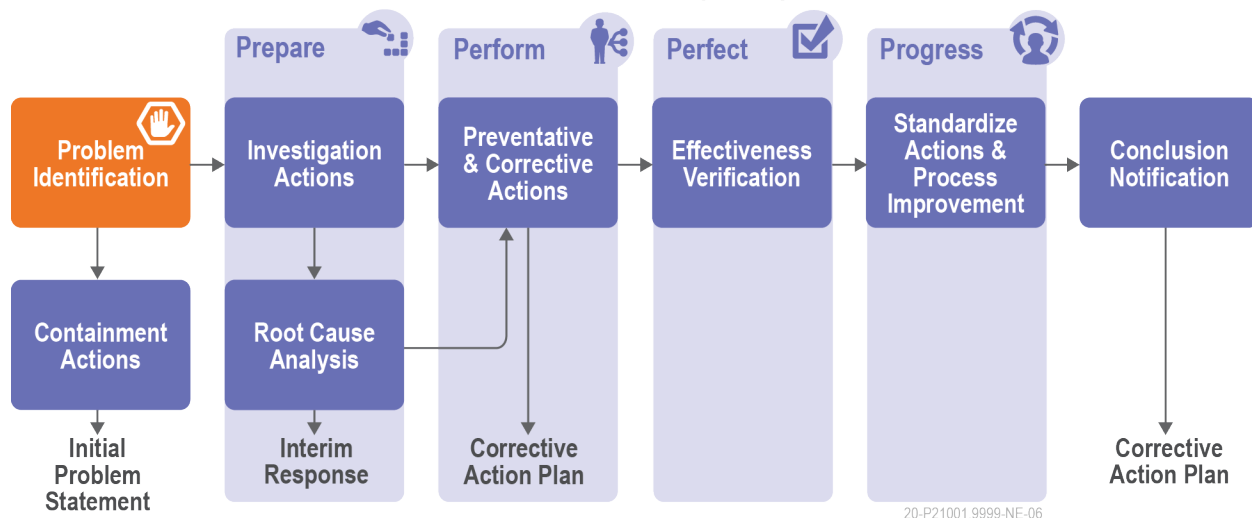 Prepare
Perform
Perfect
Progress
Problem
Identification
Investigation
Actions
Preventative
& Corrective
Actions
Effectiveness
Verification
Standardize
Actions &
Process
Improvement
Conclusion
Notification
Containment
Actions
Root Cause
Analysis
Initial
Problem
Statement
Interim
Response
Corrective
Action Plan
Corrective
Action Plan
20-P21001.9999-NE-06